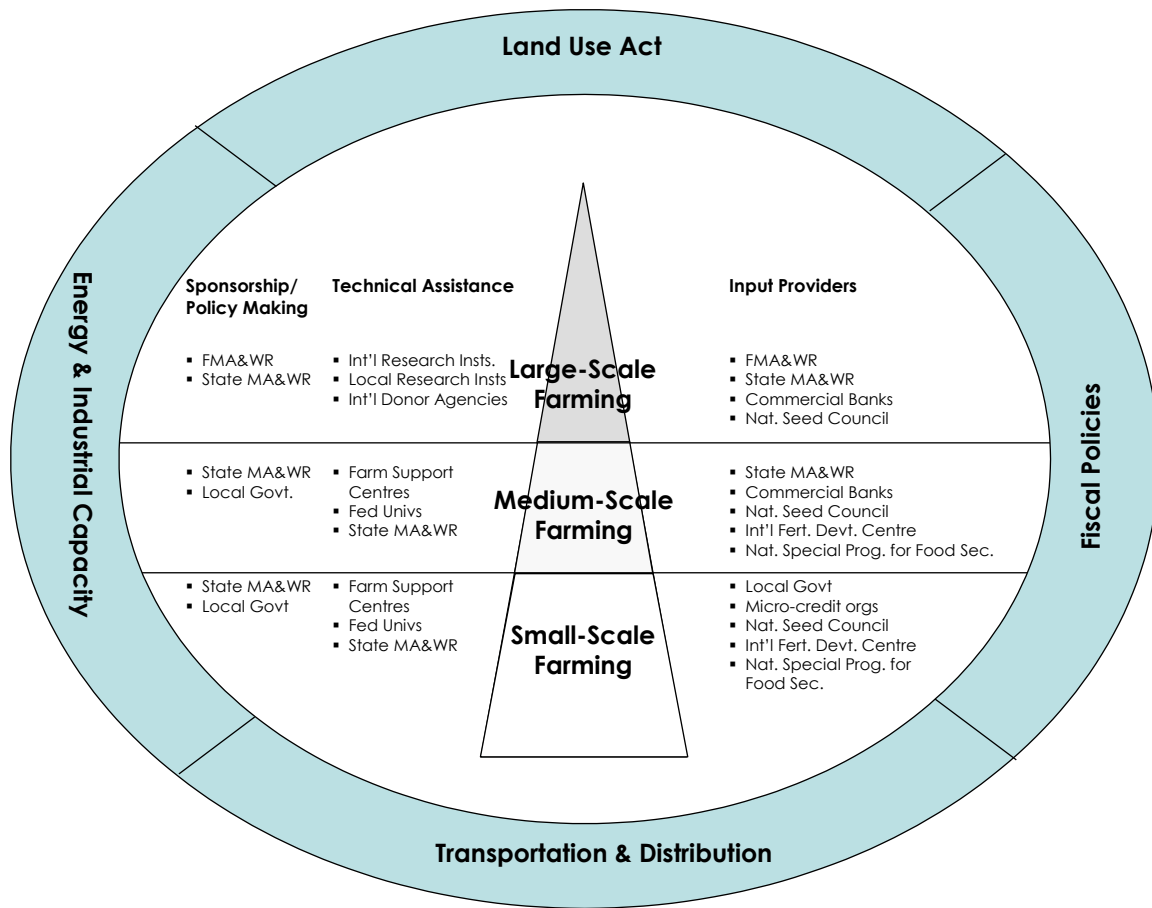 Land Use Act
Energy & Industrial Capacity
Fiscal Policies
Sponsorship/
Policy Making
Technical Assistance
Input Providers
▪ FMA&WR
▪ State MA&WR
▪ Int'l Research Insts.
▪ Local Research Insts
▪ Int'l Donor Agencies
Large-Scale
Farming
▪ FMA&WR
▪ State MA&WR
▪ Commercial Banks
▪ Nat. Seed Council
▪ State MA&WR
▪ Local Govt.
▪ Farm Support
Centres
▪ Fed Univs
▪ State MA&WR
Medium-Scale
Farming
▪ State MA&WR
▪ Commercial Banks
▪ Nat. Seed Council
▪ Int'l Fert. Devt. Centre
▪ Nat. Special Prog. for Food Sec.
▪ State MA&WR
▪ Local Govt
▪ Farm Support
Centres
▪ Fed Univs
▪ State MA&WR
Small-Scale
Farming
▪ Local Govt
▪ Micro-credit orgs
▪ Nat. Seed Council
▪ Int'l Fert. Devt. Centre
▪ Nat. Special Prog. for
Food Sec.
Transportation & Distribution